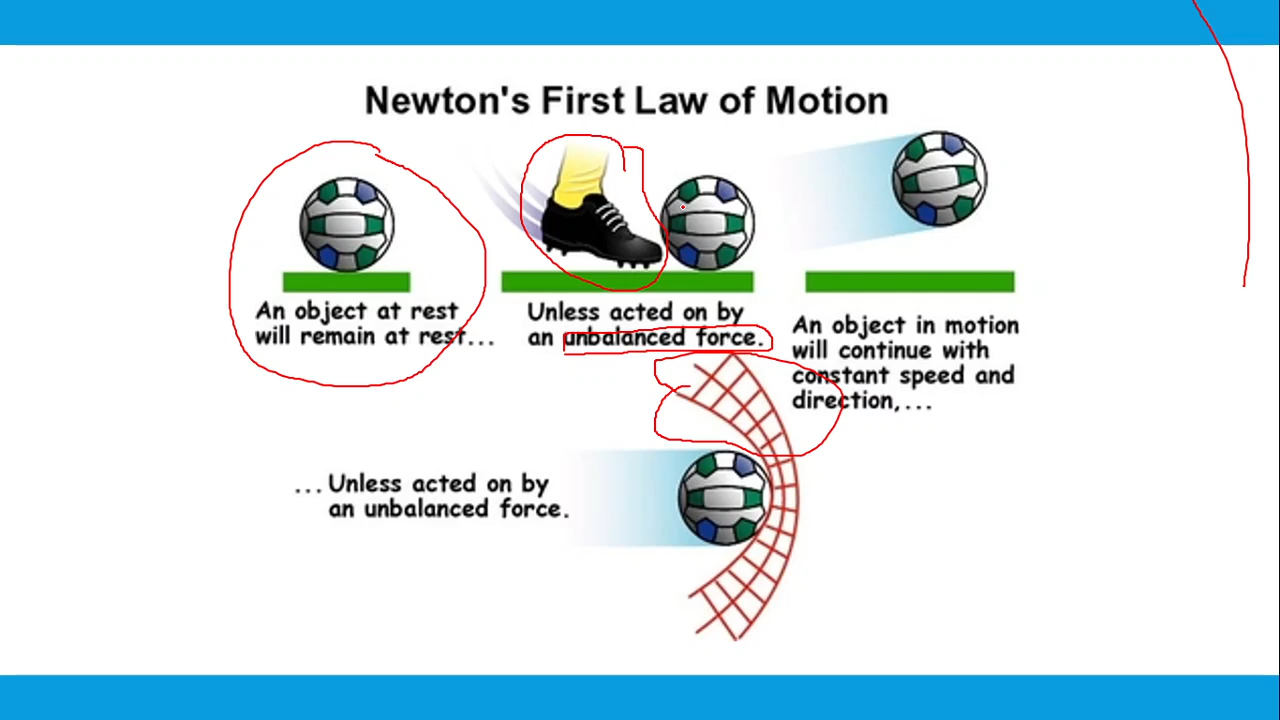 Newton's First Law of Motion
An object at rest
will remain at rest...
Unless acted on by
an unbalanced force.
An object in motion
will continue with
constant speed and
direction,...
...Unless acted on by
an unbalanced force.